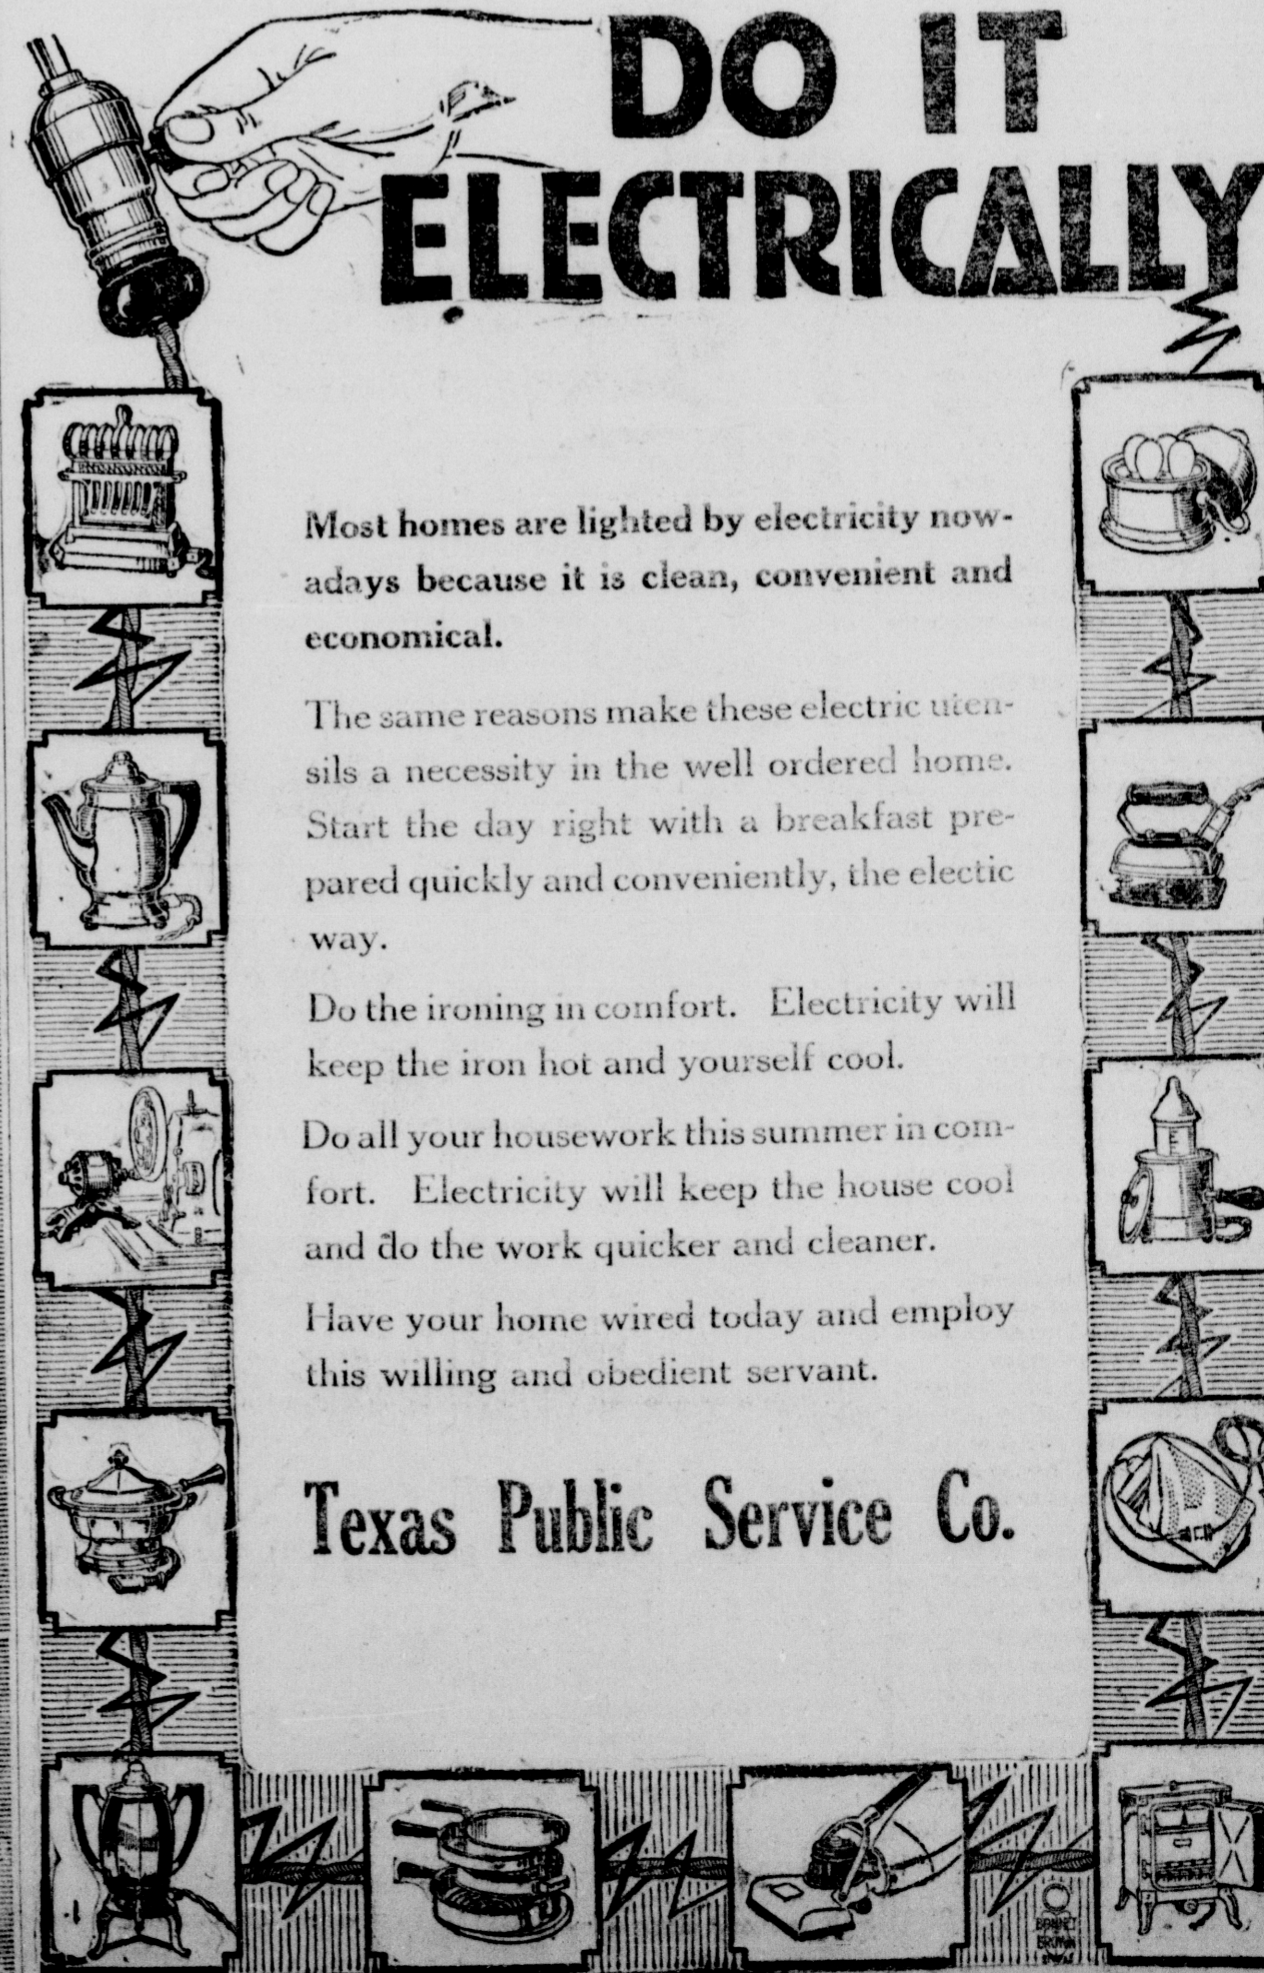 DO IT
ELECTRICALLY
Most homes are lighted by electricity now-
adays because it is clean, convenient and
economical.
The same reasons make these electric uten-
sils a necessity in the well ordered home.
Start the day right with a breakfast pre-
pared quickly and conveniently, the electic
way.
Do the ironing in comfort. Electricity will
keep the iron hot and yourself cool.
Do all your housework this summer in com-
fort. Electricity will keep the house cool
and do the work quicker and cleaner.
Have your home wired today and employ
this willing and obedient servant.
Texas Public Service Co.
BROWN